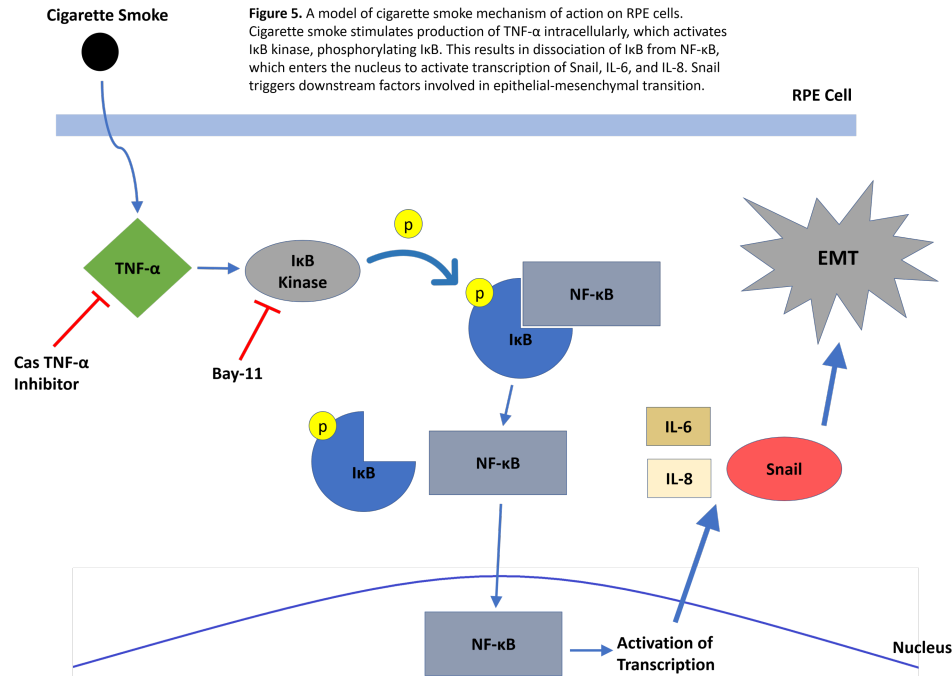 Cigarette Smoke
Figure 5. A model of cigarette smoke mechanism of action on RPE cells.
Cigarette smoke stimulates production of TNF-α intracellularly, which activates
IκB kinase, phosphorylating IκB. This results in dissociation of IκB from NF-κB,
which enters the nucleus to activate transcription of Snail, IL-6, and IL-8. Snail
triggers downstream factors involved in epithelial-mesenchymal transition.
RPE Cell
p
TNF-α
IκB
Kinase
p
NF-κB
IκB
EMT
Cas TNF-α
Inhibitor
Bay-11
p
IκB
NF-κB
IL-6
IL-8
Snail
NF-κB
Activation of
Transcription
Nucleus